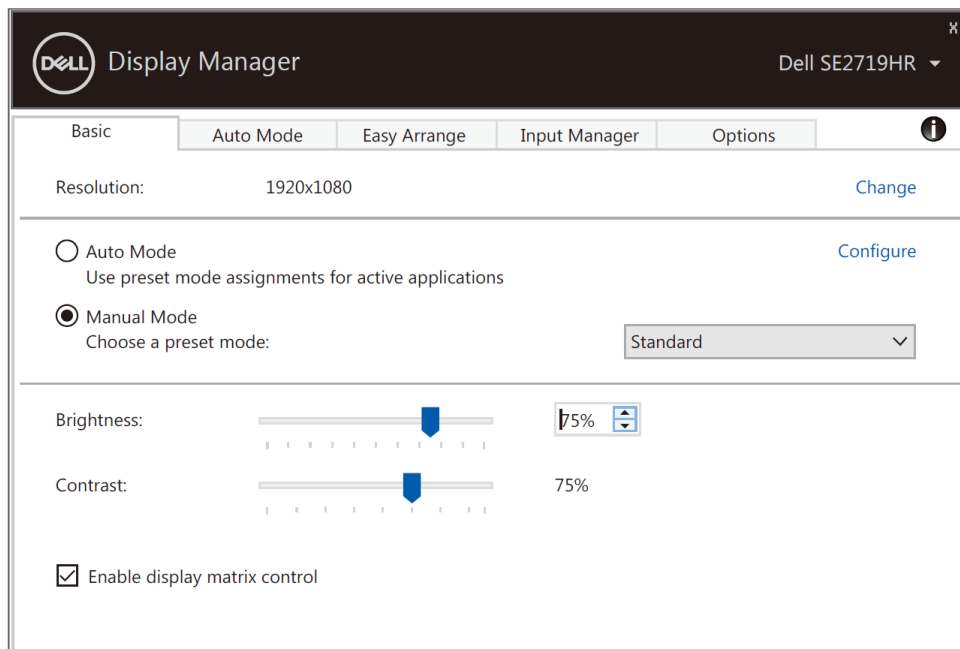 DELL Display Manager
Dell SE2719HR
Basic Auto Mode Easy Arrange Input Manager Options
Resolution: 1920x1080 Change
Auto Mode Configure
Use preset mode assignments for active applications
Manual Mode
Choose a preset mode: Standard
Brightness: 75%
Contrast: 75%
Enable display matrix control